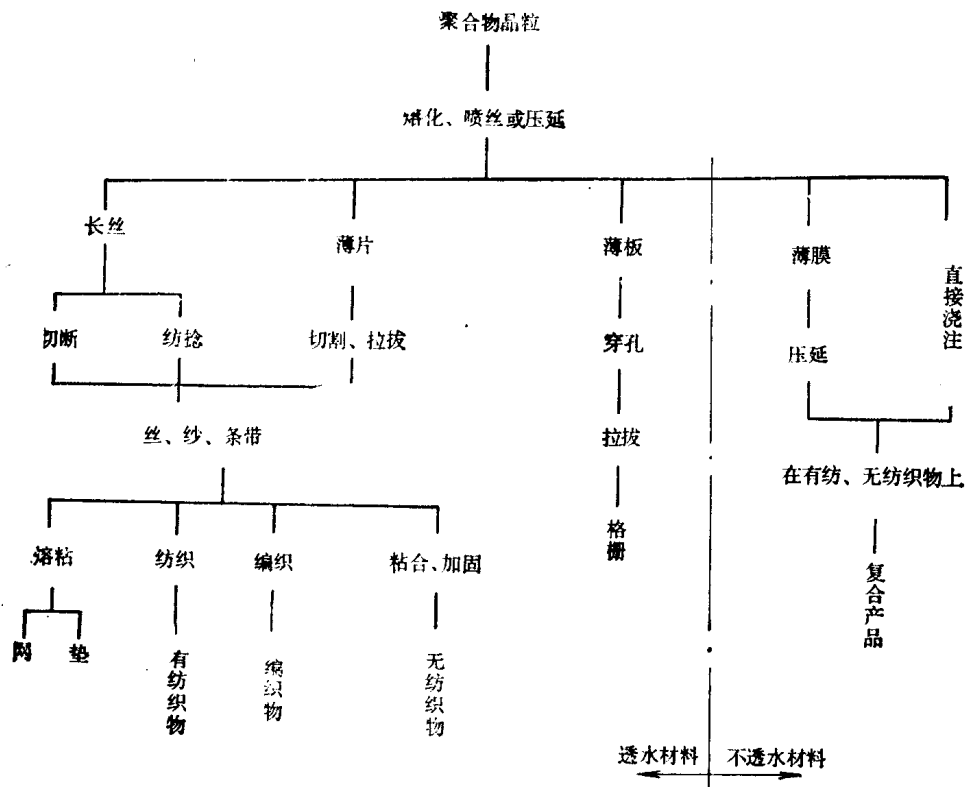 聚合物品粒
熔化、喷丝或压延
长丝
薄片
薄板
薄膜
直接浇注
切断
纺捻
切割、拉拔
穿孔
压延
丝、纱、条带
拉拔
在有纺、无纺织物上
熔粘
纺织
编织
粘合、加固
格栅
复合产品
网
垫
有纺织物
编织物
无纺织物
透水材料
不透水材料